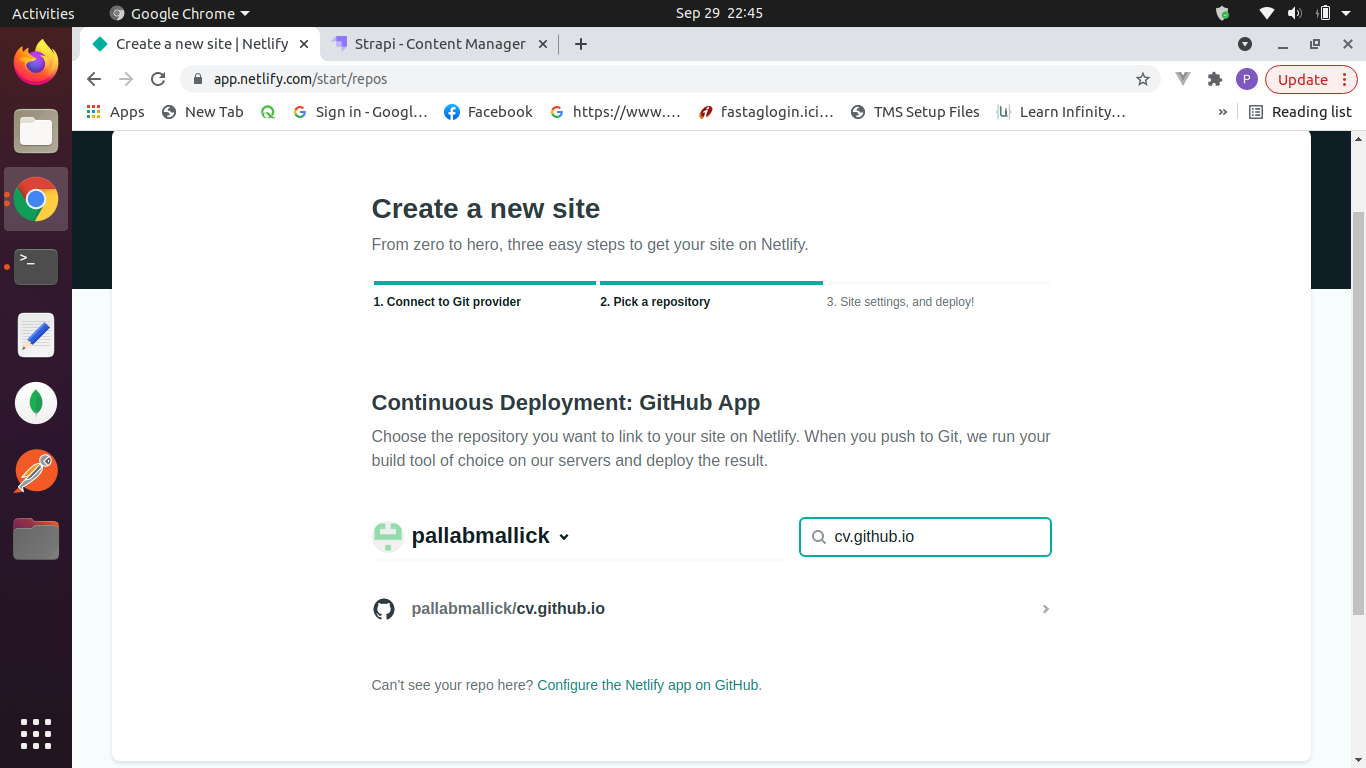 Activities
Google Chrome
Sep 29 22:45
Create a new site | Netlify
Strapi - Content Manager
app.netlify.com/start/repos
P
Update
Apps
New Tab
Sign in - Googl…
Facebook
https://www.…
fastaglogin.ici…
TMS Setup Files
Learn Infinity…
»
Reading list
Create a new site
From zero to hero, three easy steps to get your site on Netlify.
1. Connect to Git provider
2. Pick a repository
3. Site settings, and deploy!
Continuous Deployment: GitHub App
Choose the repository you want to link to your site on Netlify. When you push to Git, we run your
build tool of choice on our servers and deploy the result.
pallabmallick
cv.github.io
pallabmallick/cv.github.io
Can't see your repo here? Configure the Netlify app on GitHub.